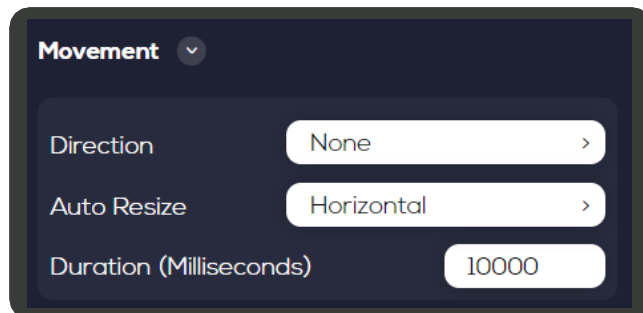 Movement
Direction None
Auto Resize Horizontal
Duration (Milliseconds) 10000